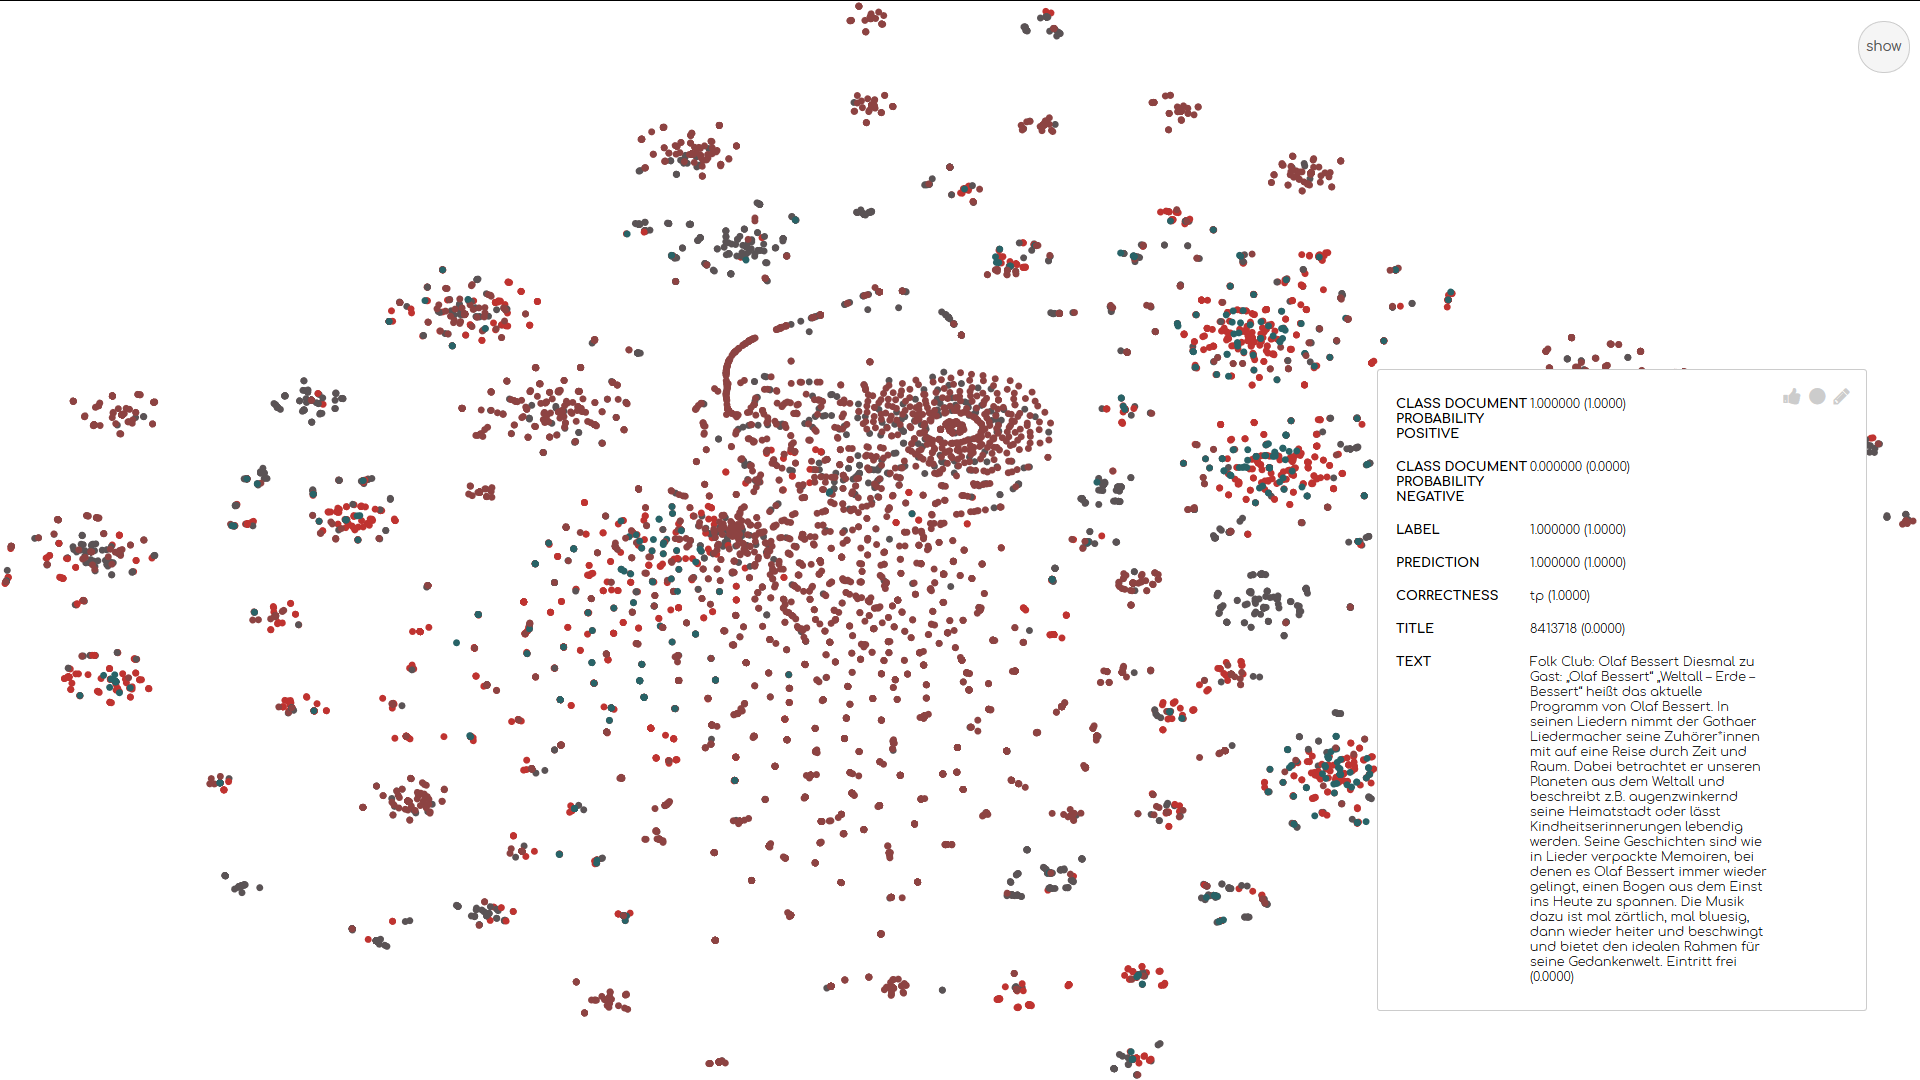 show
CLASS DOCUMENT 1.000000 (1.0000)
PROBABILITY
POSITIVE
CLASS DOCUMENT 0.000000 (0.0000)
PROBABILITY
NEGATIVE
LABEL 1.000000 (1.0000)
PREDICTION 1.000000 (1.0000)
CORRECTNESS tp (1.0000)
TITLE 8413718 (0.0000)
TEXT Folk Club: Olaf Bessert Diesmal zu
Gast: „Olaf Bessert“ „Weltall – Erde –
Bessert“ heißt das aktuelle
Programm von Olaf Bessert. In
seinen Liedern nimmt der Gothaer
Liedermacher seine Zuhörer*innen
mit auf eine Reise durch Zeit und
Raum. Dabei betrachtet er unseren
Planeten aus dem Weltall und
beschreibt z.B. augenzwinkernd
seine Heimatstadt oder lässt
Kindheitserinnerungen lebendig
werden. Seine Geschichten sind wie
in Lieder verpackte Memoiren, bei
denen es Olaf Bessert immer wieder
gelingt, einen Bogen aus dem Einst
ins Heute zu spannen. Die Musik
dazu ist mal zärtlich, mal bluesig,
dann wieder heiter und beschwingt
und bietet den idealen Rahmen für
seine Gedankenwelt. Eintritt frei
(0.0000)